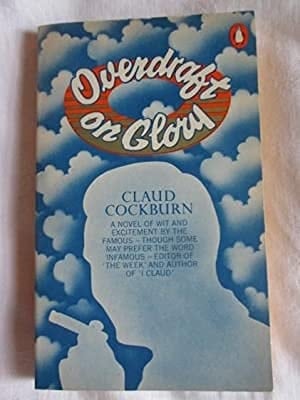 Overdraft
on Glory
CLAUD
COCKBURN
A NOVEL OF WIT AND
EXCITEMENT BY THE
FAMOUS – THOUGH SOME
MAY PREFER THE WORD
INFAMOUS – EDITOR OF
'THE WEEK' AND AUTHOR
OF 'I CLAUD'